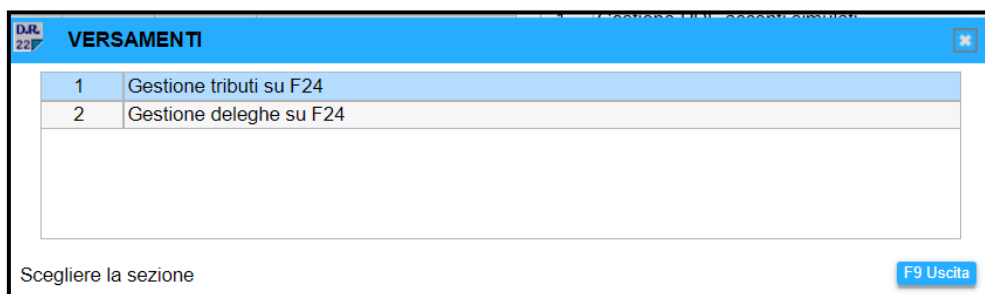 D.R.
22
VERSAMENTI
1 Gestione tributi su F24
2 Gestione deleghe su F24
Scegliere la sezione
F9 Uscita